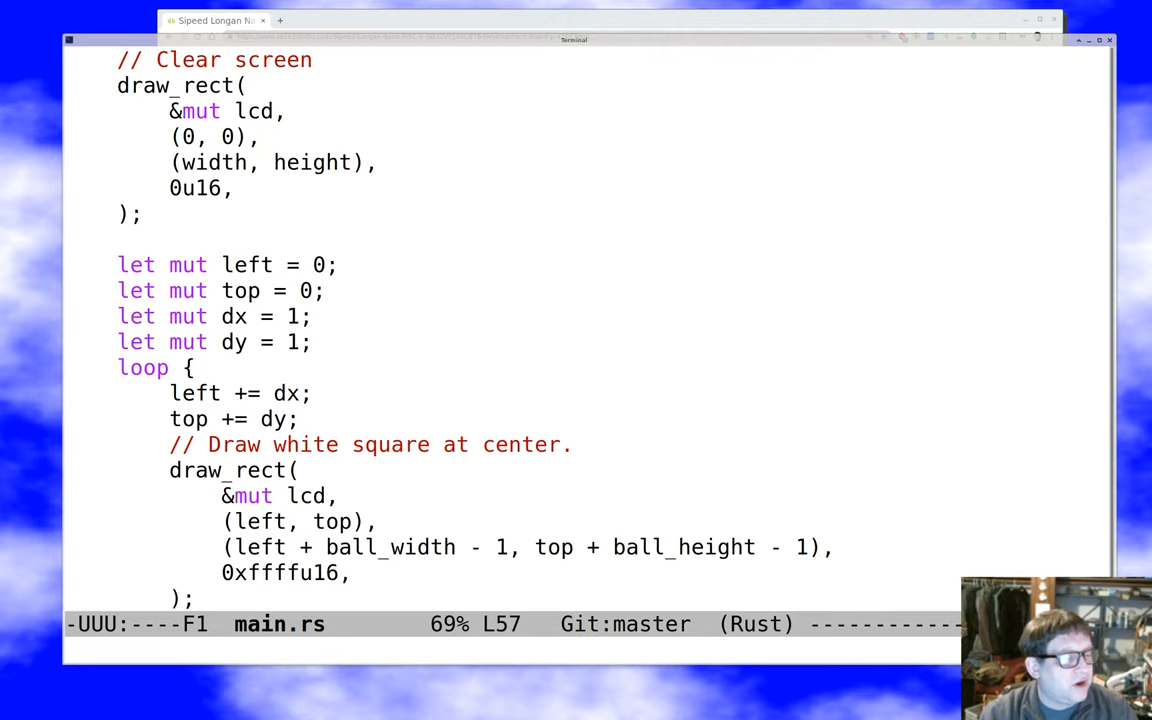 Sipeed Longan Na
Terminal
// Clear screen
draw_rect(
&mut lcd,
(0, 0),
(width, height),
0u16,
);
let mut left = 0;
let mut top = 0;
let mut dx = 1;
let mut dy = 1;
loop {
left += dx;
top += dy;
// Draw white square at center.
draw_rect(
&mut lcd,
(left, top),
(left + ball_width - 1, top + ball_height - 1),
0xffffu16,
);
-UUU:----F1 main.rs 69% L57 Git:master (Rust) ------------